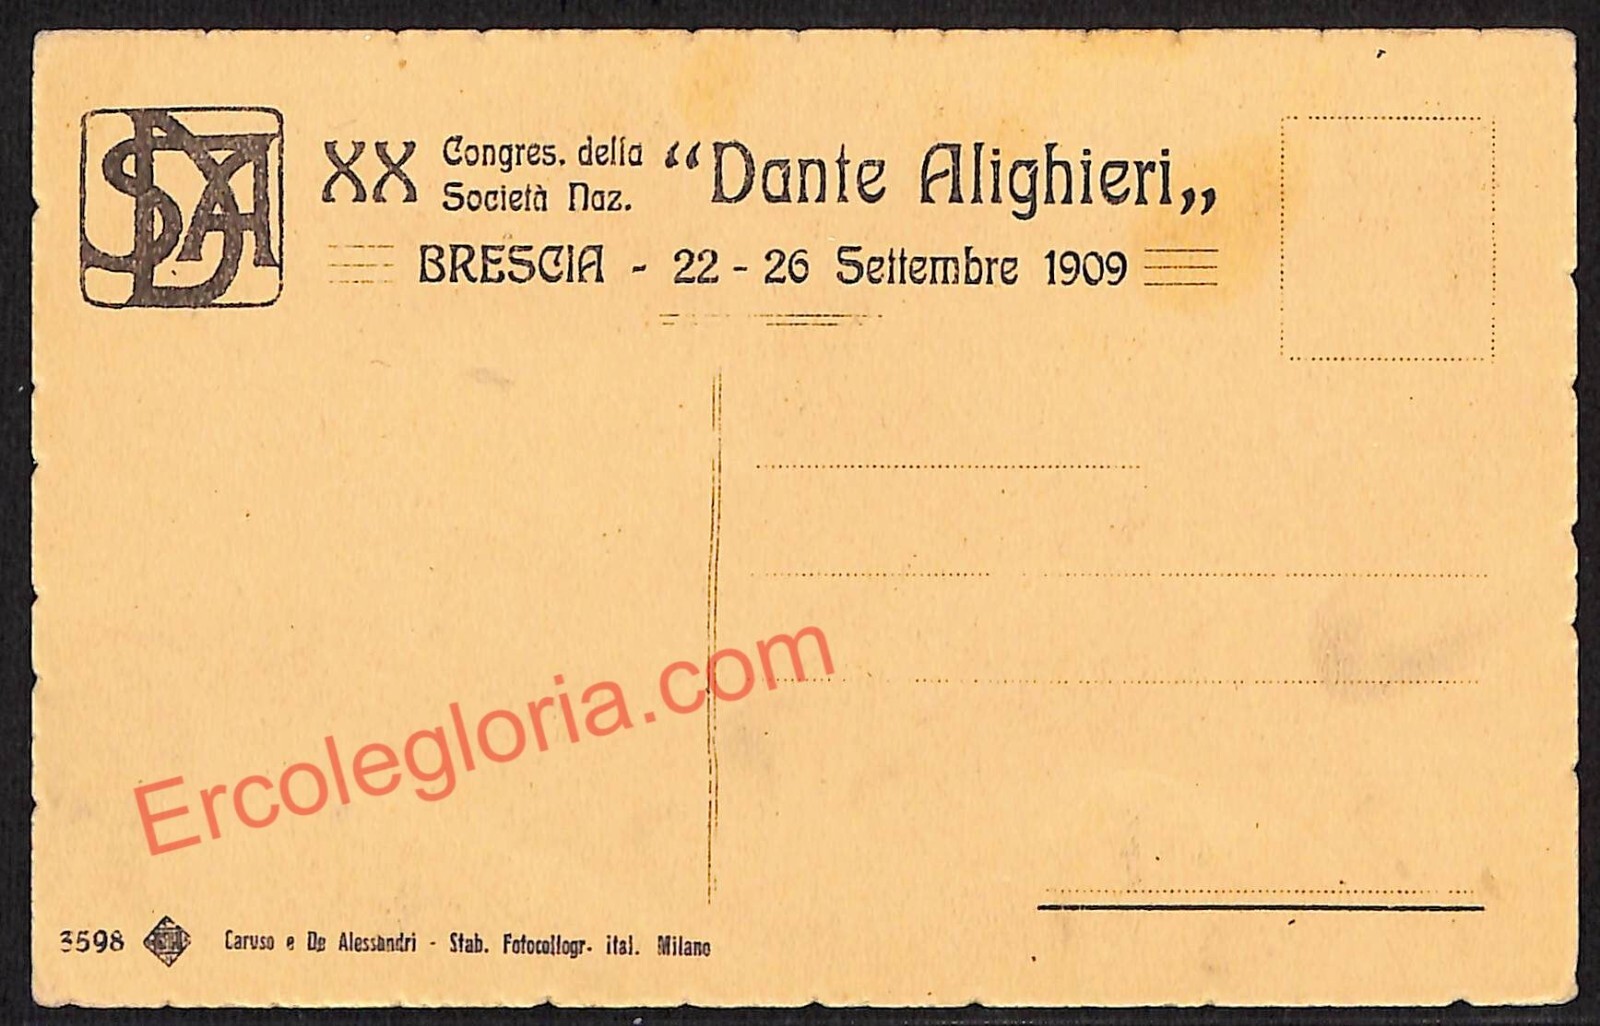 SDA
XX Congres. della
Società Naz. “Dante Alighieri„
BRESCIA - 22 - 26 Settembre 1909
Ercolegloria.com
3598 Caruso e De Alessandri - Stab. Fotocollogr. ital. Milano